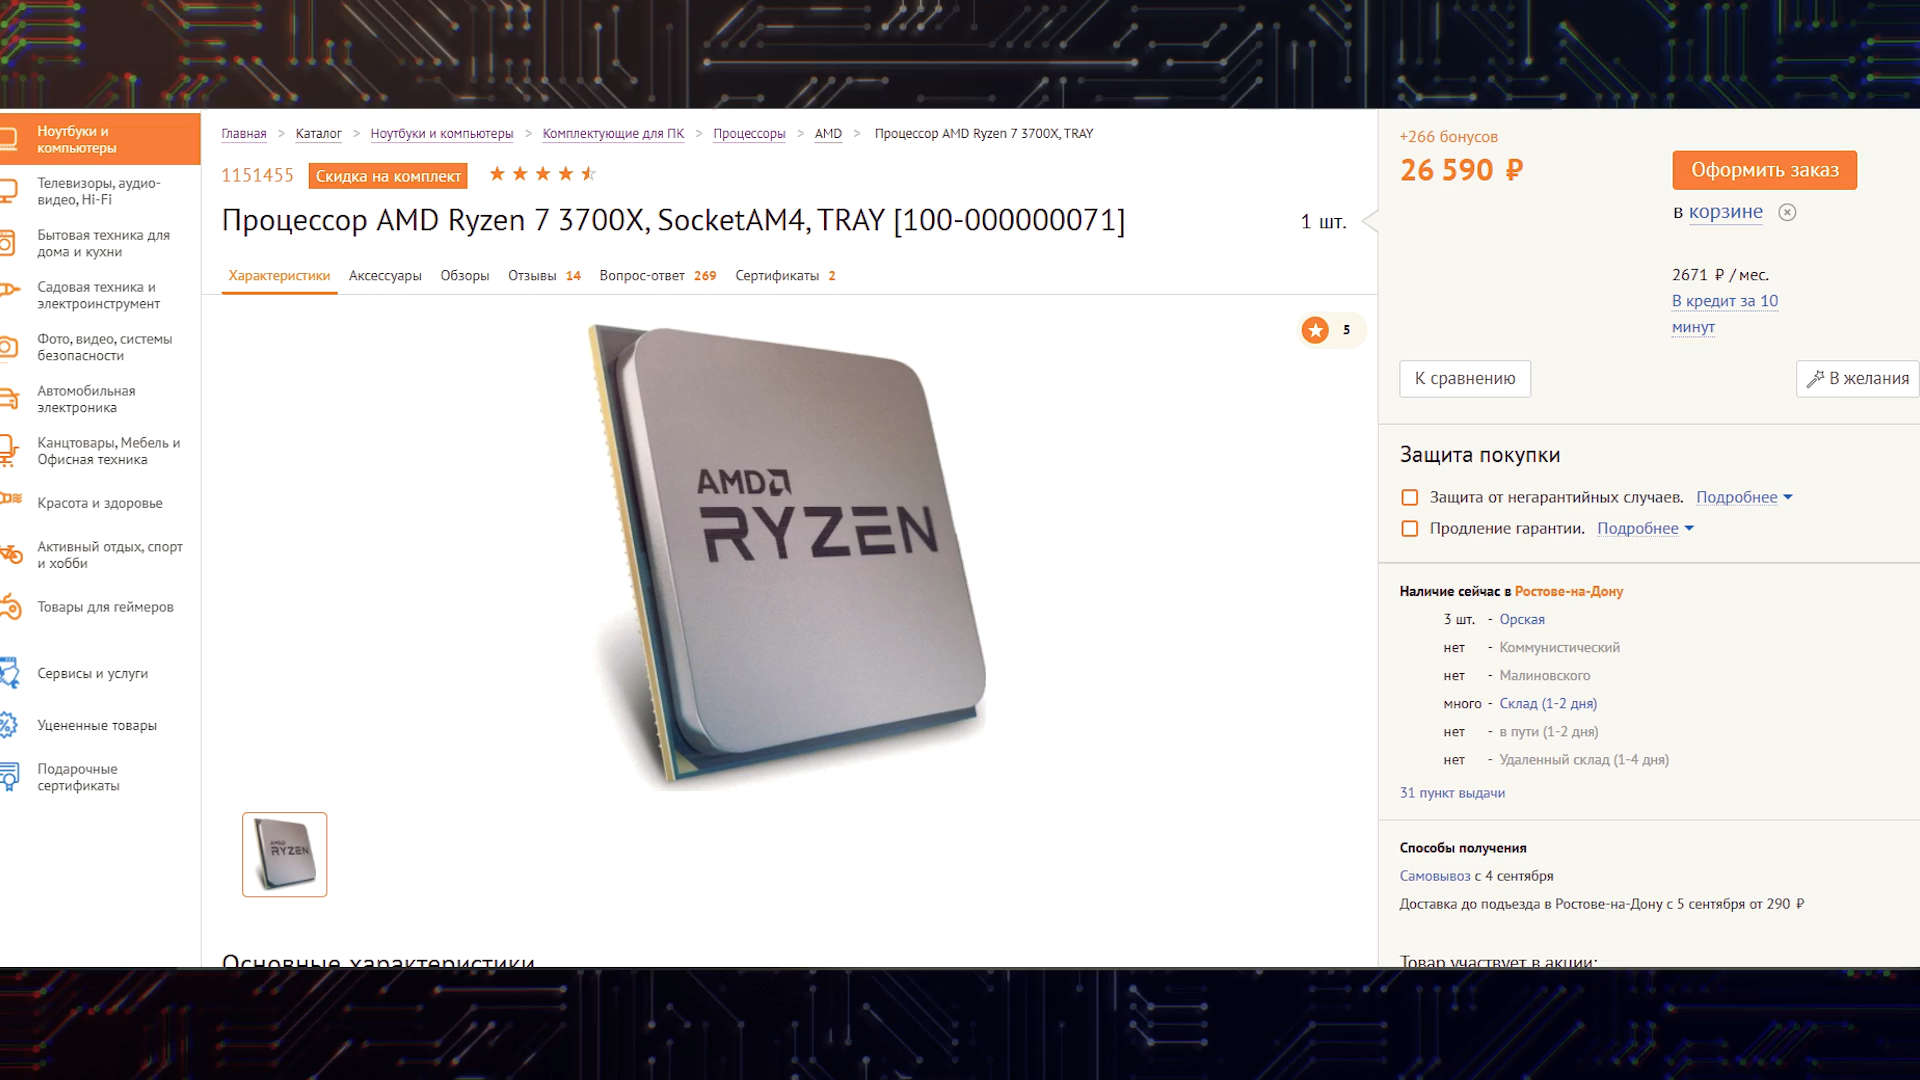 Ноутбуки и
компьютеры
Телевизоры, аудио-
видео, Hi-Fi
Бытовая техника для
дома и кухни
Садовая техника и
электроинструмент
Фото, видео, системы
безопасности
Автомобильная
электроника
Канцтовары, Мебель и
Офисная техника
Красота и здоровье
Активный отдых, спорт
и хобби
Товары для геймеров
Сервисы и услуги
Уцененные товары
Подарочные
сертификаты
Главная > Каталог > Ноутбуки и компьютеры > Комплектующие для ПК > Процессоры > AMD > Процессор AMD Ryzen 7 3700X, TRAY
1151455 Скидка на комплект
Процессор AMD Ryzen 7 3700X, SocketAM4, TRAY [100-000000071]
1 шт.
Характеристики Аксессуары Обзоры Отзывы 14 Вопрос-ответ 269 Сертификаты 2
5
AMD
RYZEN
AMD
RYZEN
Основные характеристики
+266 бонусов
26 590 ₽
Оформить заказ
в корзине
2671 ₽ / мес.
В кредит за 10
минут
К сравнению
В желания
Защита покупки
Защита от негарантийных случаев. Подробнее
Продление гарантии. Подробнее
Наличие сейчас в Ростове-на-Дону
3 шт. - Орская
нет - Коммунистический
нет - Малиновского
много - Склад (1-2 дня)
нет - в пути (1-2 дня)
нет - Удаленный склад (1-4 дня)
31 пункт выдачи
Способы получения
Самовывоз с 4 сентября
Доставка до подъезда в Ростове-на-Дону с 5 сентября от 290 ₽
Товар участвует в акции: